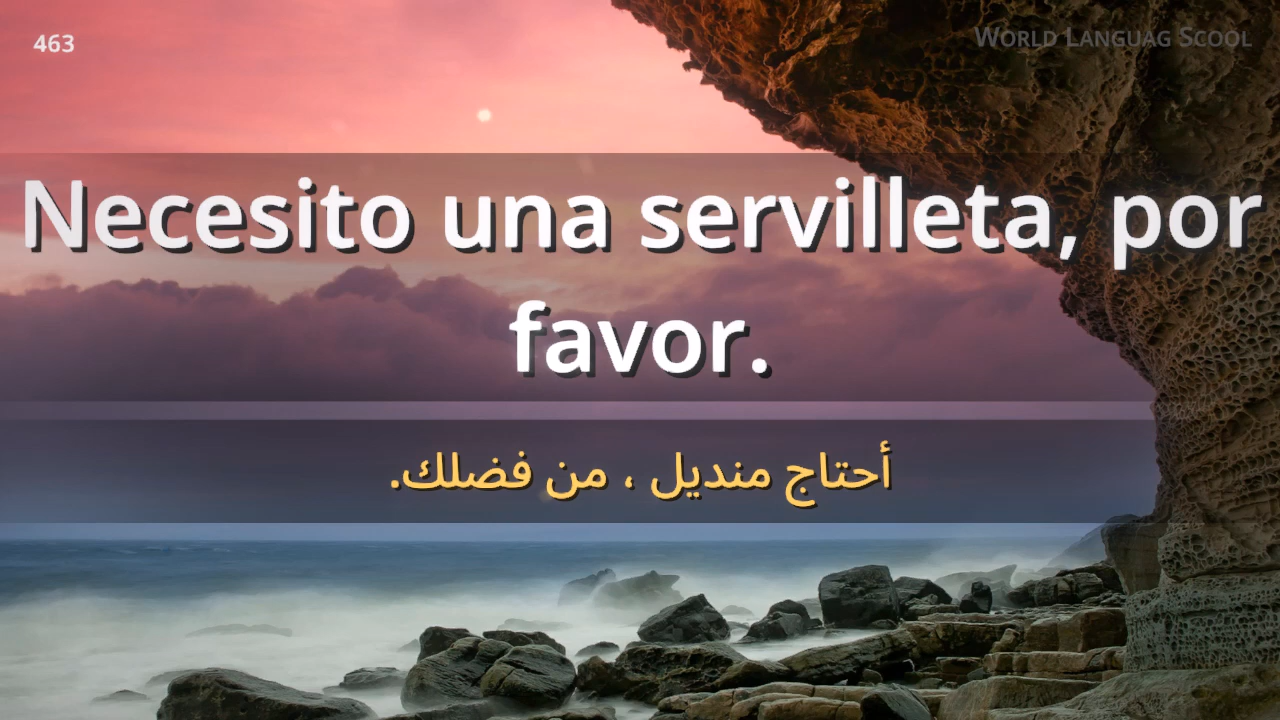 463
World Languag Scool
Necesito una servilleta, por
favor.
أحتاج منديل ، من فضلك.